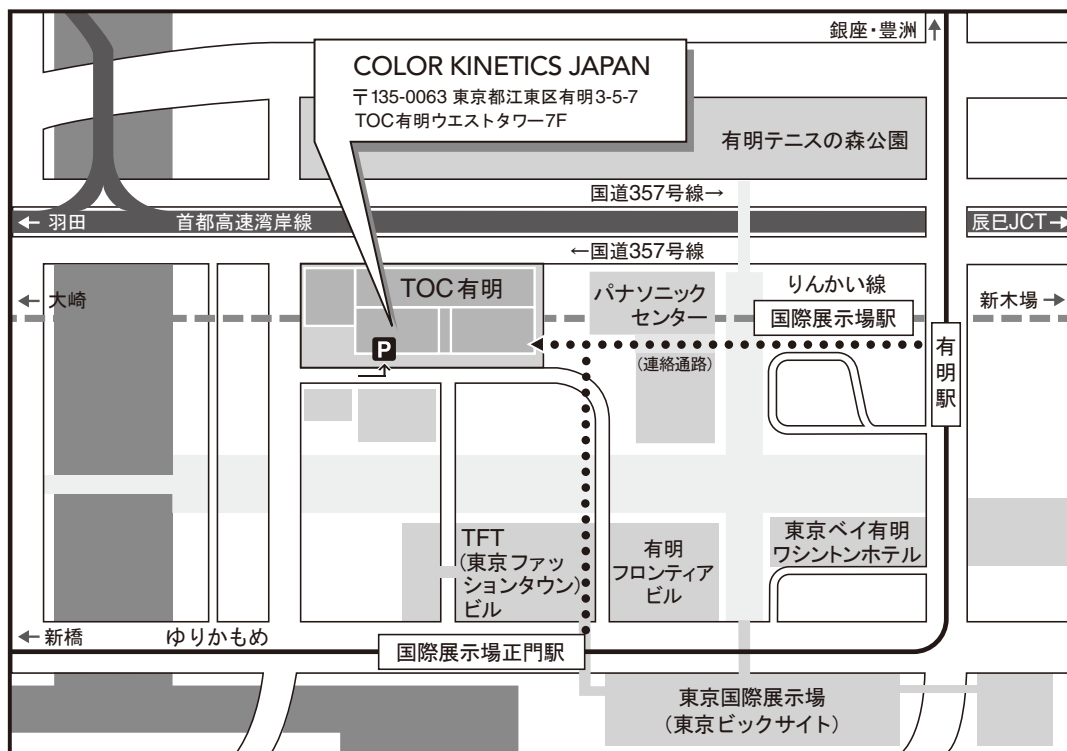 銀座・豊洲↑
COLOR KINETICS JAPAN
〒135-0063 東京都江東区有明3-5-7
TOC有明ウエストタワー7F
有明テニスの森公園
国道357号線→
← 羽田
首都高速湾岸線
辰巳JCT→
←国道357号線
← 大崎
TOC有明
パナソニック
センター
りんかい線
国際展示場駅
新木場→
P
(連絡通路)
有明駅
TFT
(東京ファッ
ションタウン)
ビル
有明
フロンティア
ビル
東京ベイ有明
ワシントンホテル
← 新橋
ゆりかもめ
国際展示場正門駅
東京国際展示場
(東京ビックサイト)